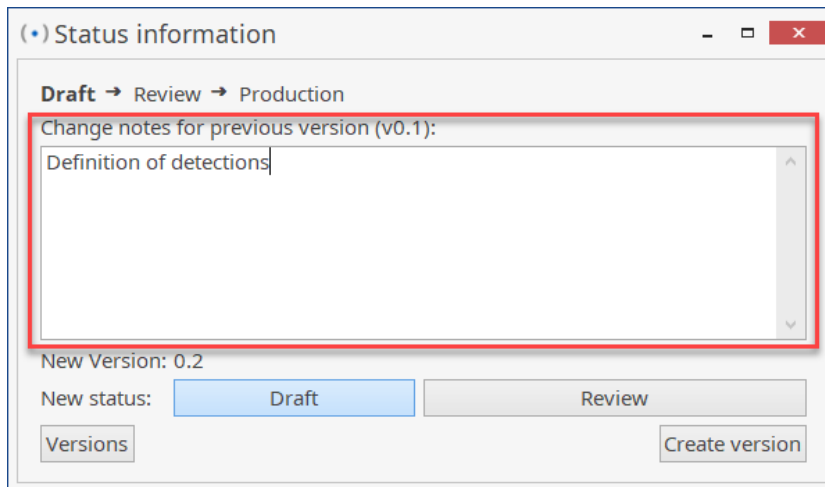 Status information
Draft → Review → Production
Change notes for previous version (v0.1):
Definition of detections
New Version: 0.2
New status: Draft Review
Versions Create version